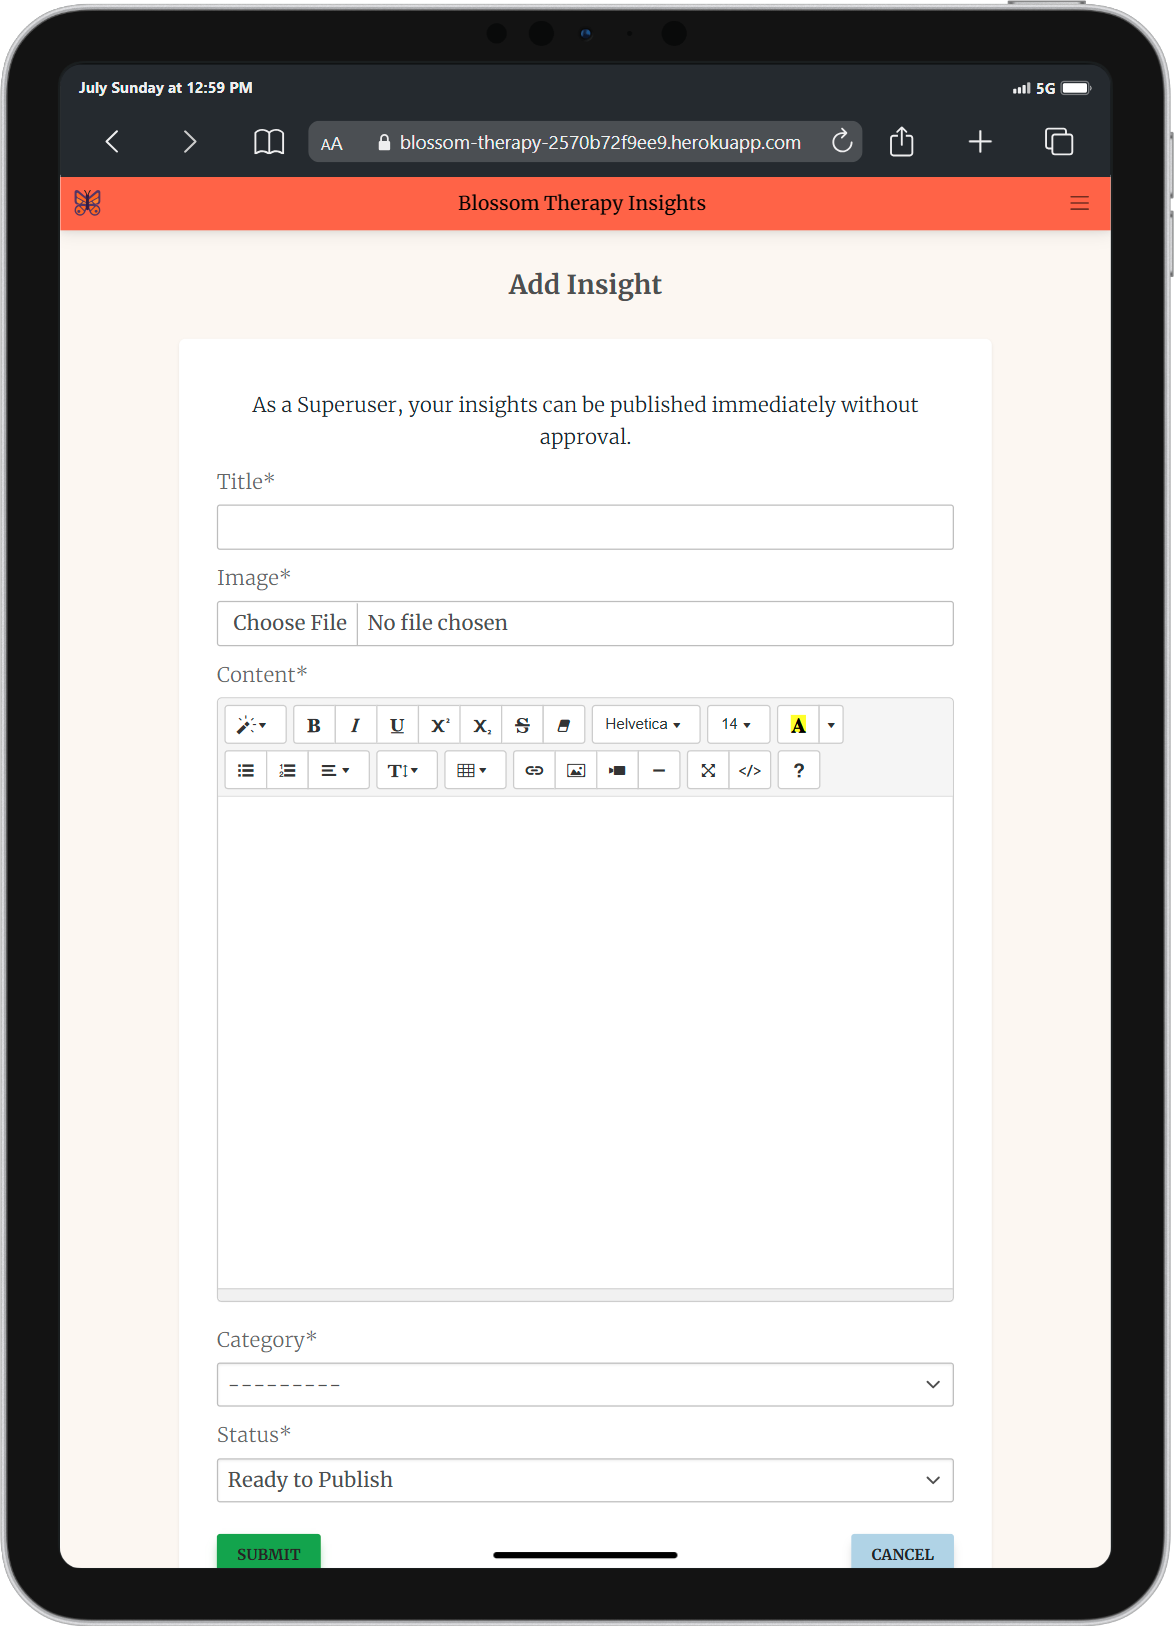 July Sunday at 12:59 PM
5G
AA blossom-therapy-2570b72f9ee9.herokuapp.com
Blossom Therapy Insights
Add Insight
As a Superuser, your insights can be published immediately without
approval.
Title*
Image*
Choose File No file chosen
Content*
B I U X² X₂ S Helvetica 14 A
T </> ?
Category*
---------
Status*
Ready to Publish
SUBMIT CANCEL